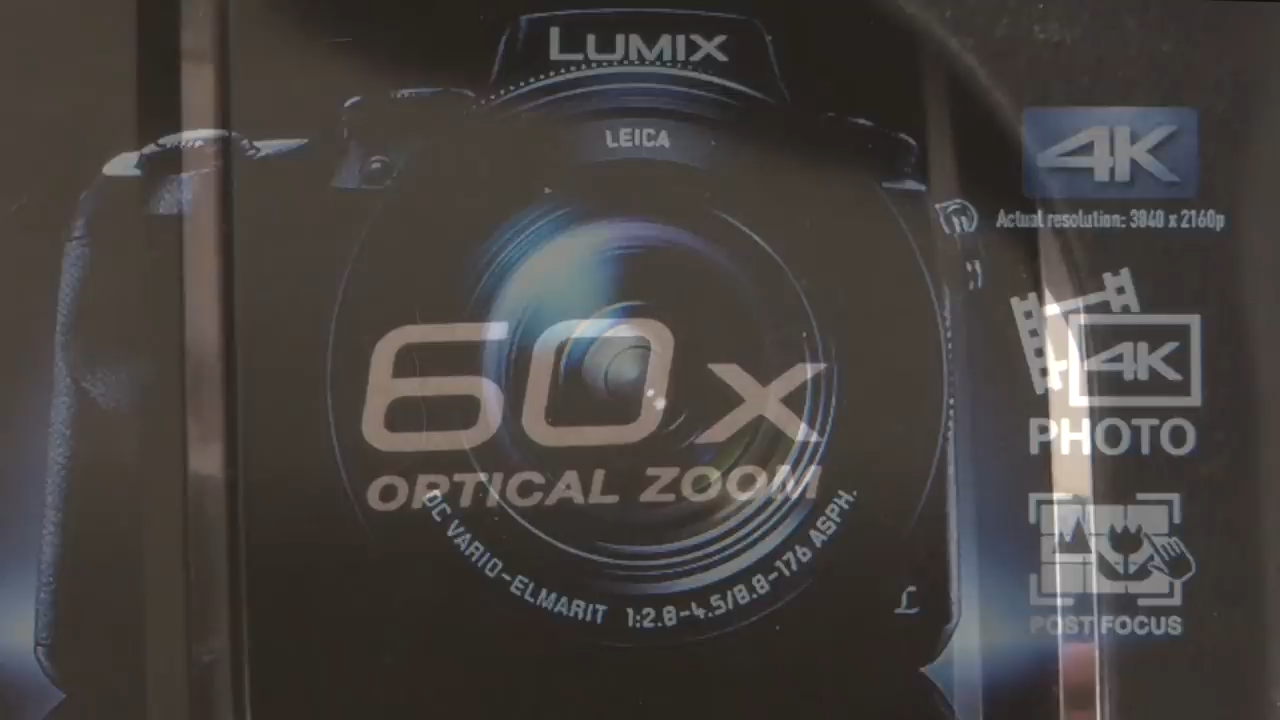 LUMIX
LEICA
4K
Actual resolution: 3840 x 2160p
60x
OPTICAL ZOOM
4K
PHOTO
DC VARIO-ELMARIT 1:2.8-4.5/8.8-176 ASPH.
L
POST FOCUS